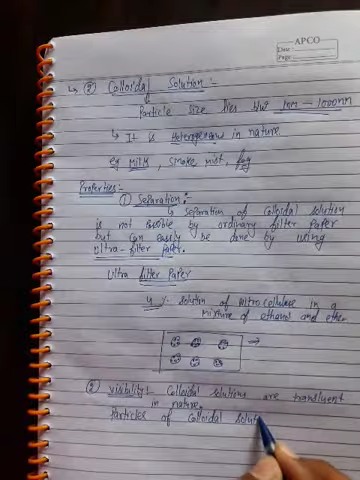 APCO
Date:
Page:
↳ (2) Colloidal Solution :-
Particle size lies b/w 1nm - 1000nm
↳ It is Heterogeneous in nature.
eg Milk, smoke mist, fog
Properties:-
① Separation:
↳ Separation of colloidal solution
is not possible by ordinary filter paper
but can easily be done by using
Ultra-filter paper.
Ultra filter Paper
4 % solution of nitrocellulose in a
mixture of ethanol and ether
② Visibility:- Colloidal solutions are transluent
in nature.
Particles of Colloidal solut